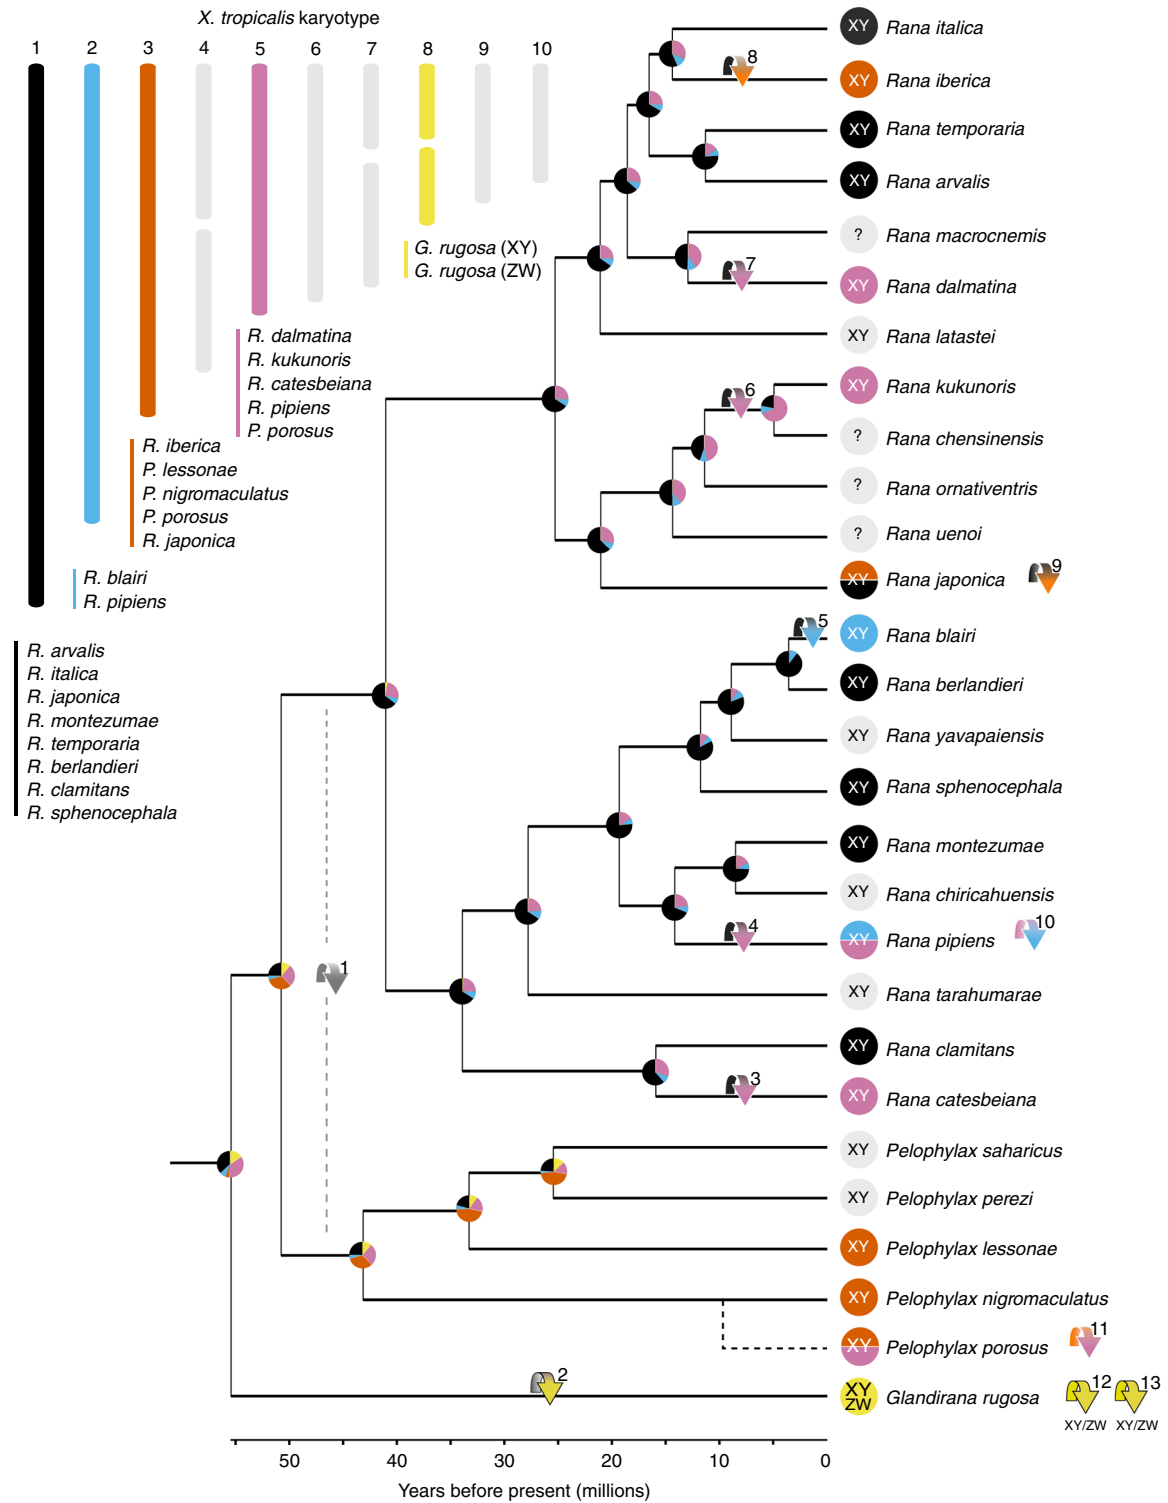 X. tropicalis karyotype
1 2 3 4 5 6 7 8 9 10
G. rugosa (XY)
G. rugosa (ZW)
R. dalmatina
R. kukunoris
R. catesbeiana
R. pipiens
P. porosus
R. iberica
P. lessonae
P. nigromaculatus
P. porosus
R. japonica
R. blairi
R. pipiens
R. arvalis
R. italica
R. japonica
R. montezumae
R. temporaria
R. berlandieri
R. clamitans
R. sphenocephala
XY Rana italica
8 XY Rana iberica
XY Rana temporaria
XY Rana arvalis
? Rana macrocnemis
7 XY Rana dalmatina
XY Rana latastei
6 XY Rana kukunoris
? Rana chensinensis
? Rana ornativentris
? Rana uenoi
XY Rana japonica 9
5 XY Rana blairi
XY Rana berlandieri
XY Rana yavapaiensis
XY Rana sphenocephala
XY Rana montezumae
XY Rana chiricahuensis
4 XY Rana pipiens 10
1
XY Rana tarahumarae
XY Rana clamitans
3 XY Rana catesbeiana
XY Pelophylax saharicus
XY Pelophylax perezi
XY Pelophylax lessonae
XY Pelophylax nigromaculatus
XY Pelophylax porosus 11
2 XY Glandirana rugosa 12 13
ZW
XY/ZW XY/ZW
50 40 30 20 10 0
Years before present (millions)